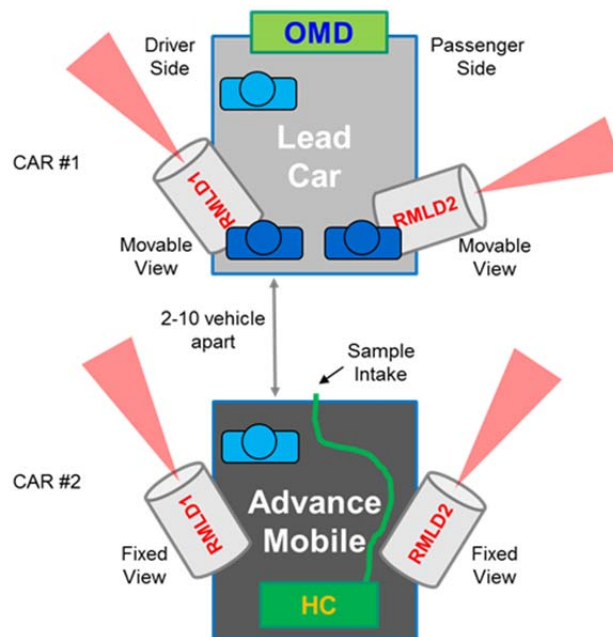 OMD
Driver
Side
Passenger
Side
Lead
Car
CAR #1
RMLD1
RMLD2
Movable
View
Movable
View
2-10 vehicle
apart
Sample
Intake
CAR #2
Advance
Mobile
RMLD1
RMLD2
Fixed
View
Fixed
View
HC